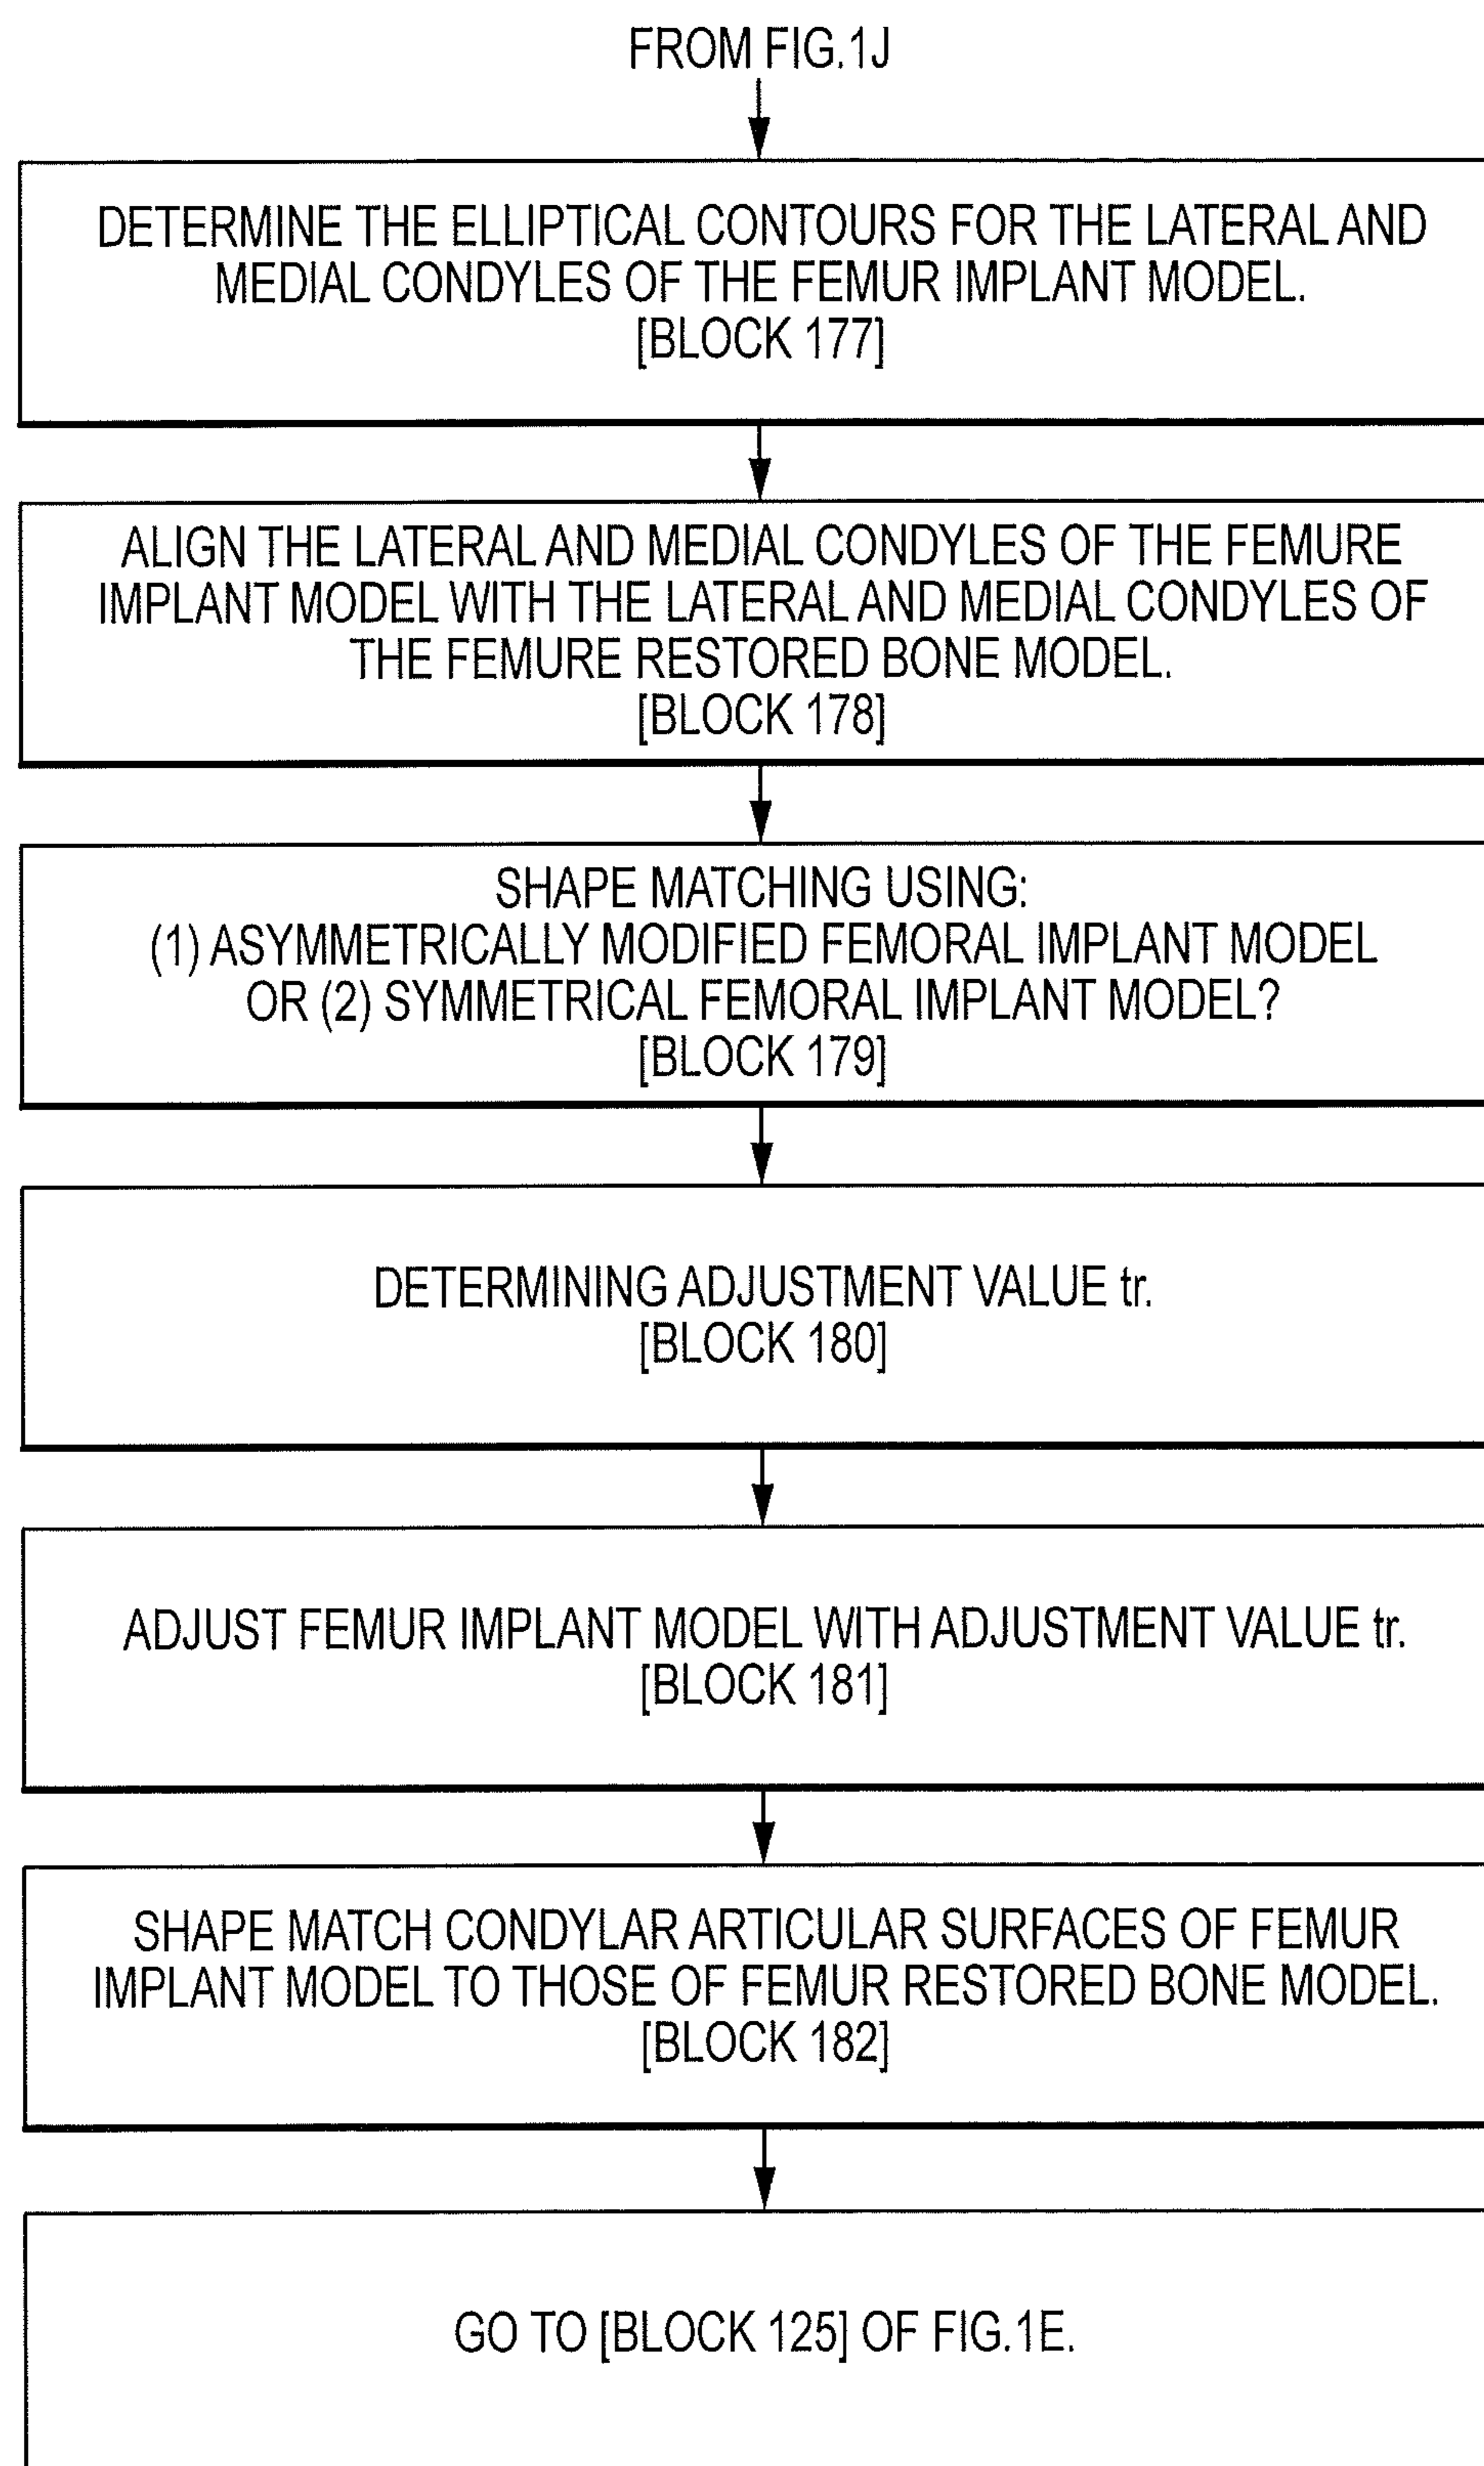 FROM FIG.1J
DETERMINE THE ELLIPTICAL CONTOURS FOR THE LATERAL AND
MEDIAL CONDYLES OF THE FEMUR IMPLANT MODEL.
[BLOCK 177]
ALIGN THE LATERAL AND MEDIAL CONDYLES OF THE FEMURE
IMPLANT MODEL WITH THE LATERAL AND MEDIAL CONDYLES OF
THE FEMURE RESTORED BONE MODEL.
[BLOCK 178]
SHAPE MATCHING USING:
(1) ASYMMETRICALLY MODIFIED FEMORAL IMPLANT MODEL
OR (2) SYMMETRICAL FEMORAL IMPLANT MODEL?
[BLOCK 179]
DETERMINING ADJUSTMENT VALUE tr.
[BLOCK 180]
ADJUST FEMUR IMPLANT MODEL WITH ADJUSTMENT VALUE tr.
[BLOCK 181]
SHAPE MATCH CONDYLAR ARTICULAR SURFACES OF FEMUR
IMPLANT MODEL TO THOSE OF FEMUR RESTORED BONE MODEL.
[BLOCK 182]
GO TO [BLOCK 125] OF FIG.1E.